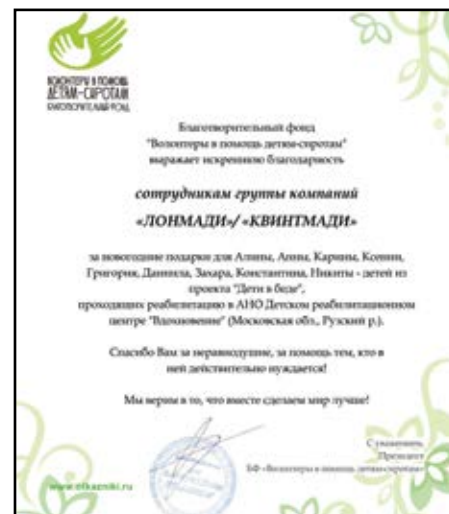 ВОЛОНТЕРЫ В ПОМОЩЬ
ДЕТЯМ-СИРОТАМ
БЛАГОТВОРИТЕЛЬНЫЙ ФОНД
Благотворительный фонд
"Волонтеры в помощь детям-сиротам"
выражает искреннюю благодарность
сотрудникам группы компаний
«ЛОНМАДИ»/ «КВИНТМАДИ»
за новогодние подарки для Алины, Анны, Карины, Ксении,
Григория, Даниила, Захара, Константина, Никиты - детей из
проекта "Дети в беде",
проходящих реабилитацию в АНО Детском реабилитационном
центре "Вдохновение" (Московская обл., Рузский р.).
Спасибо Вам за неравнодушие, за помощь тем, кто в
ней действительно нуждается!
Мы верим в то, что вместе сделаем мир лучше!
С уважением,
Президент
БФ «Волонтеры в помощь детям-сиротам»
www.otkazniki.ru